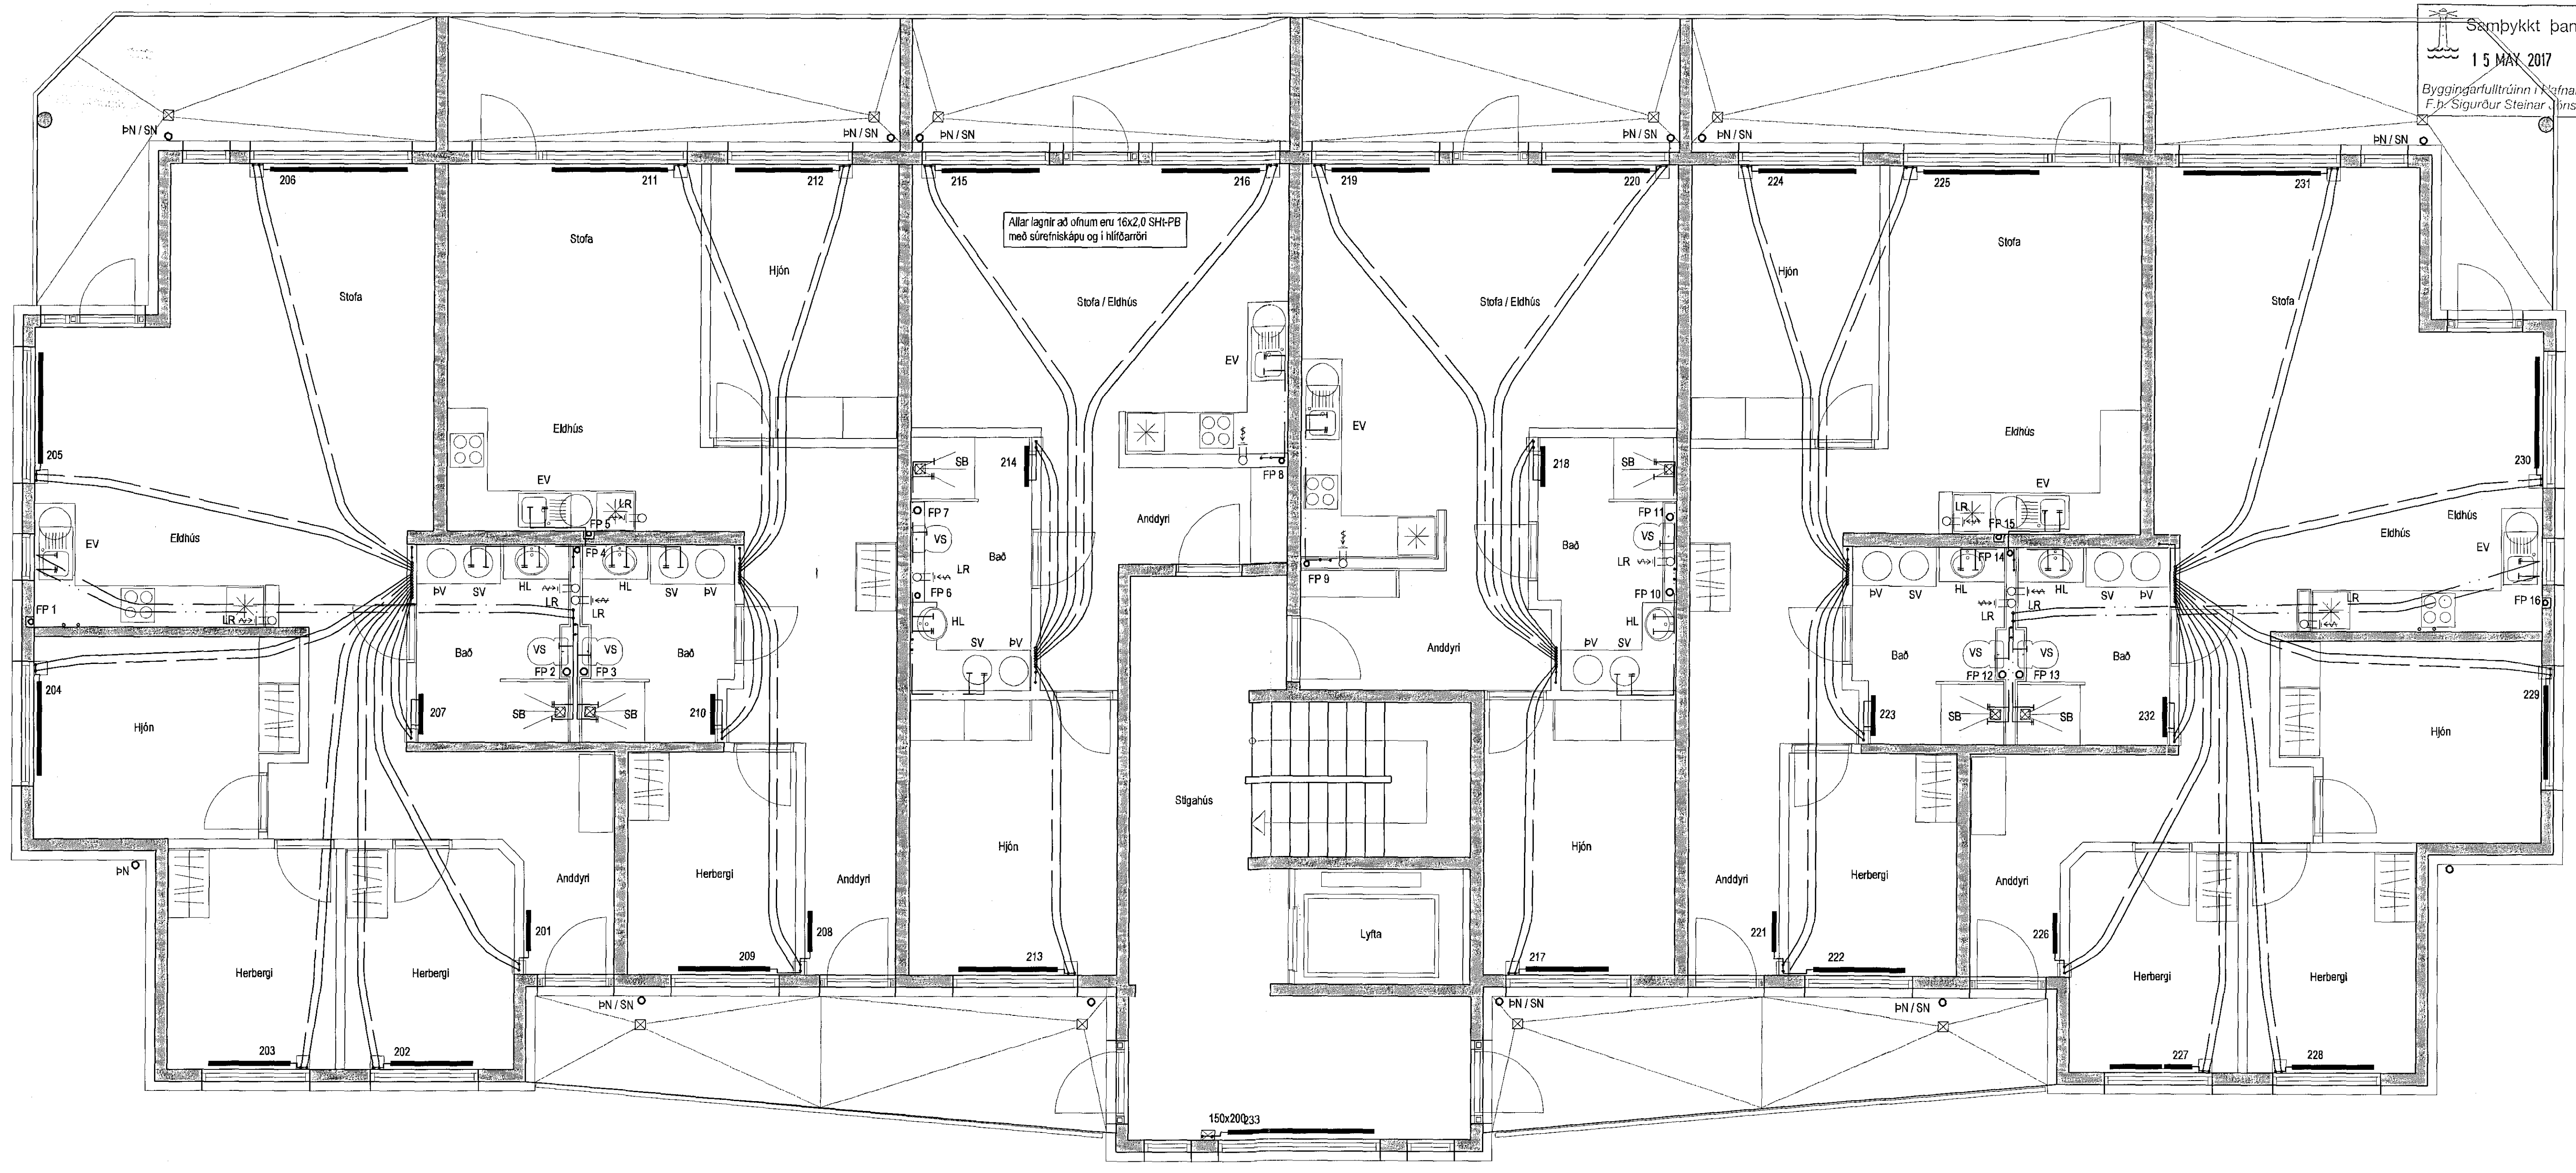 Samþykkt þan
1 5 MAY 2017
Byggingarfulltrúinn í Hafnar
F.h. Sigurður Steinar Jóns
ÞN / SN
ÞN / SN
ÞN / SN
ÞN / SN
ÞN / SN
ÞN / SN
206
211
212
215
216
219
220
224
225
231
Allar lagnir að ofnum eru 16x2,0 SHt-PB
með súrefniskápu og í hlífðarröri
Stofa
Stofa
Hjón
Stofa / Eldhús
Stofa / Eldhús
Hjón
Stofa
Stofa
EV
EV
205
Eldhús
Eldhús
230
SB
214
FP 8
218
SB
EV
EV
LR
LR
FP 5
FP 15
FP 7
FP 11
Anddyri
Eldhús
Eldhús
Eldhús
EV
EV
VS
VS
Bað
Bað
FP 4
FP 14
LR
LR
FP 9
ÞV
SV
HL
HL
SV
ÞV
ÞV
SV
HL
HL
SV
ÞV
LR
LR
LR
LR
FP 6
FP 10
FP 1
LR
LR
FP 16
HL
HL
SV
ÞV
ÞV
SV
Anddyri
Bað
VS
VS
Bað
Bað
VS
VS
Bað
FP 2
FP 3
FP 12
FP 13
204
229
207
SB
SB
210
223
SB
SB
232
Hjón
Hjón
Stigahús
Hjón
Hjón
ÞN
Anddyri
Herbergi
Anddyri
Anddyri
Herbergi
Anddyri
201
208
Lyfta
221
226
209
213
217
222
Herbergi
Herbergi
Herbergi
Herbergi
ÞN / SN
ÞN / SN
ÞN / SN
203
202
227
228
150x200
233